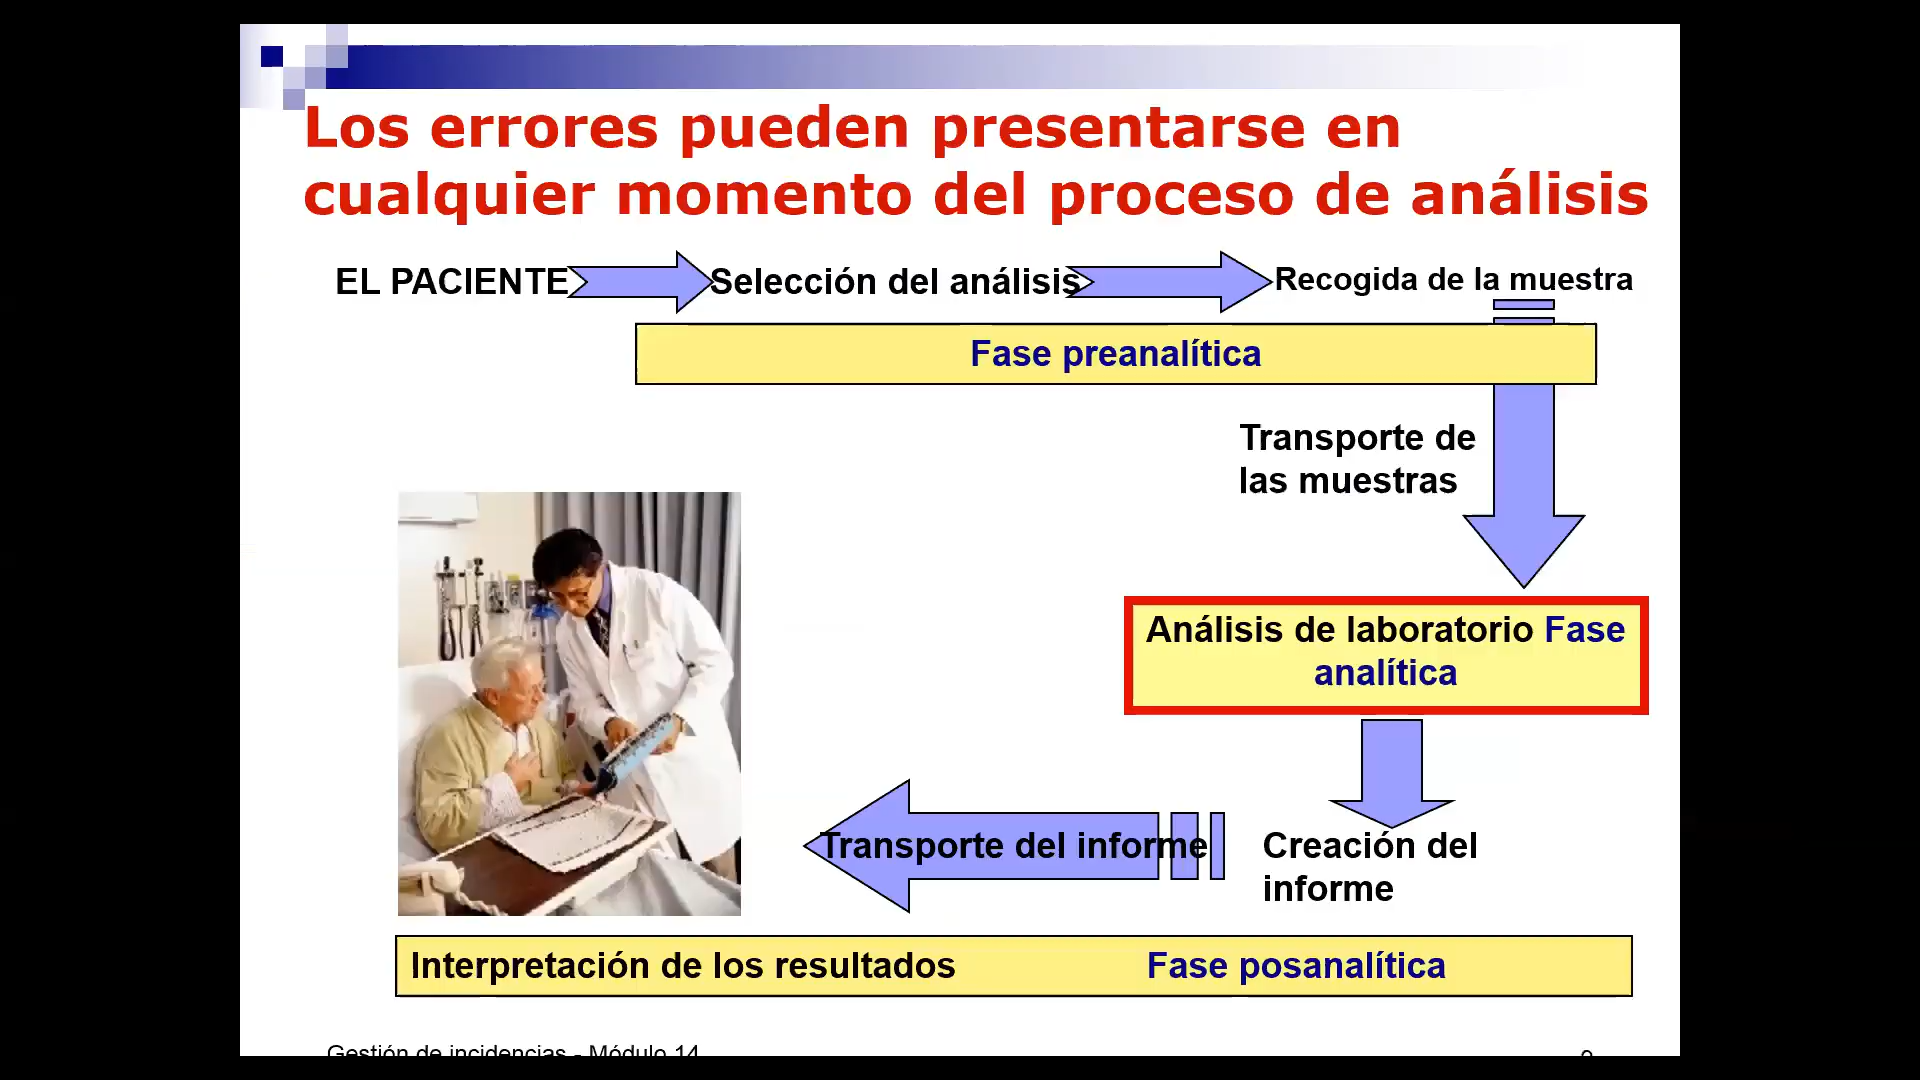 Los errores pueden presentarse en
cualquier momento del proceso de análisis
EL PACIENTE
Selección del análisis
Recogida de la muestra
Fase preanalítica
Transporte de
las muestras
Análisis de laboratorio Fase
analítica
Transporte del informe
Creación del
informe
Interpretación de los resultados
Fase posanalítica
Gestión de incidencias - Módulo 14